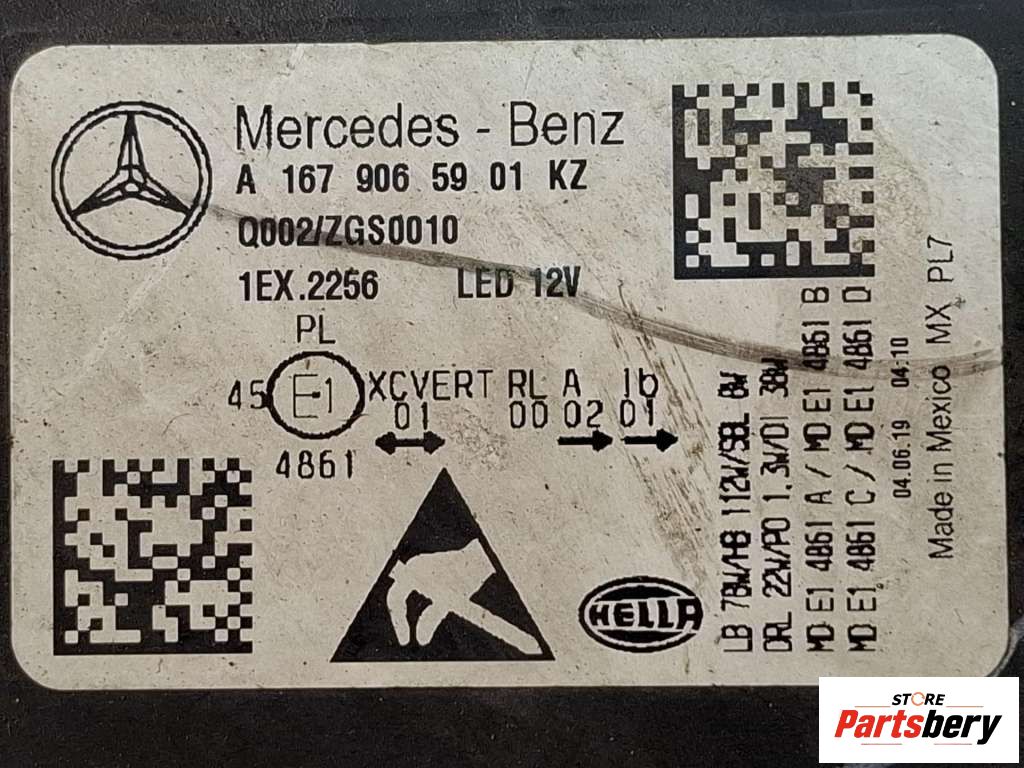 Mercedes - Benz
A 167 906 59 01 KZ
Q002/ZGS0010
1EX.2256 LED 12V
PL
45 E1 XCVERT RL A Ib
01 00 02 01
4861
HELLA
LB 78W/HB 112W/SBL 8W
DRL 22W/PO 1,3W/DI 38W
MD E1 4861 A / MD E1 4861 B
MD E1 4861 C / MD E1 4861 D
04.06.19 04:10
Made in Mexico MX PL7
STORE
Partsbery